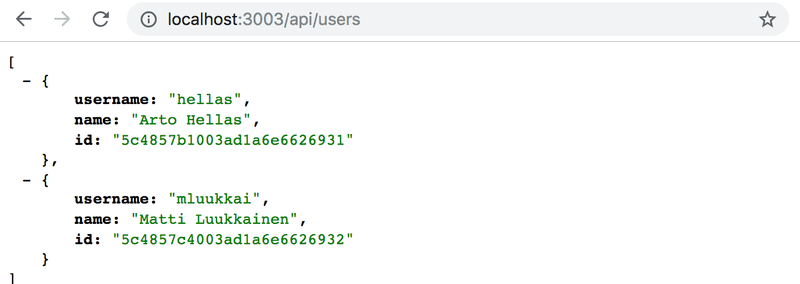 localhost:3003/api/users
[
- {
username: "hellas",
name: "Arto Hellas",
id: "5c4857b1003ad1a6e6626931"
},
- {
username: "mluukkai",
name: "Matti Luukkainen",
id: "5c4857c4003ad1a6e6626932"
}
]